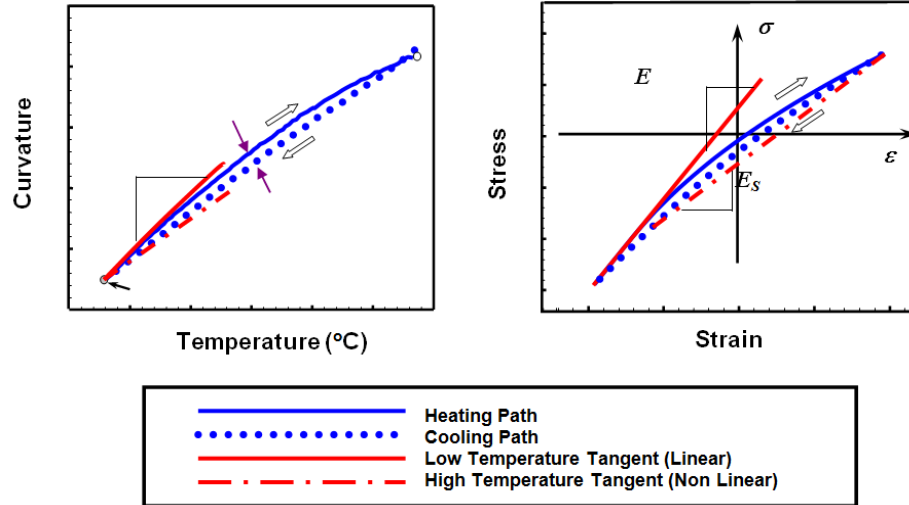 Curvature
Temperature (°C)
σ
E
Stress
ε
E_S
Strain
Heating Path
Cooling Path
Low Temperature Tangent (Linear)
High Temperature Tangent (Non Linear)